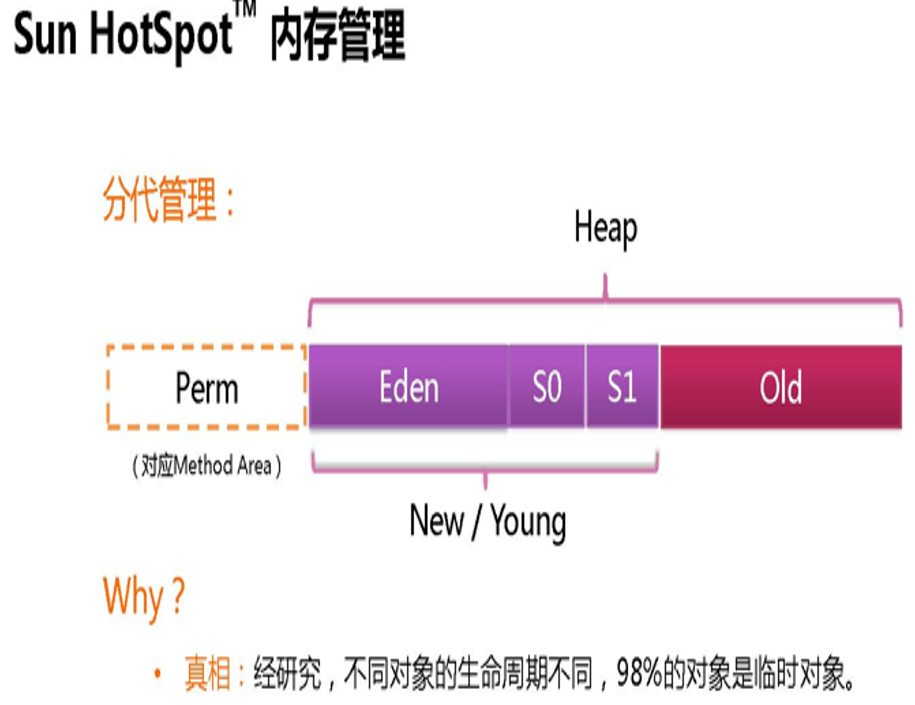 Sun HotSpot™ 内存管理
分代管理：
Heap
Perm
Eden
S0
S1
Old
（对应Method Area）
New / Young
Why？
• 真相：经研究，不同对象的生命周期不同，98%的对象是临时对象。